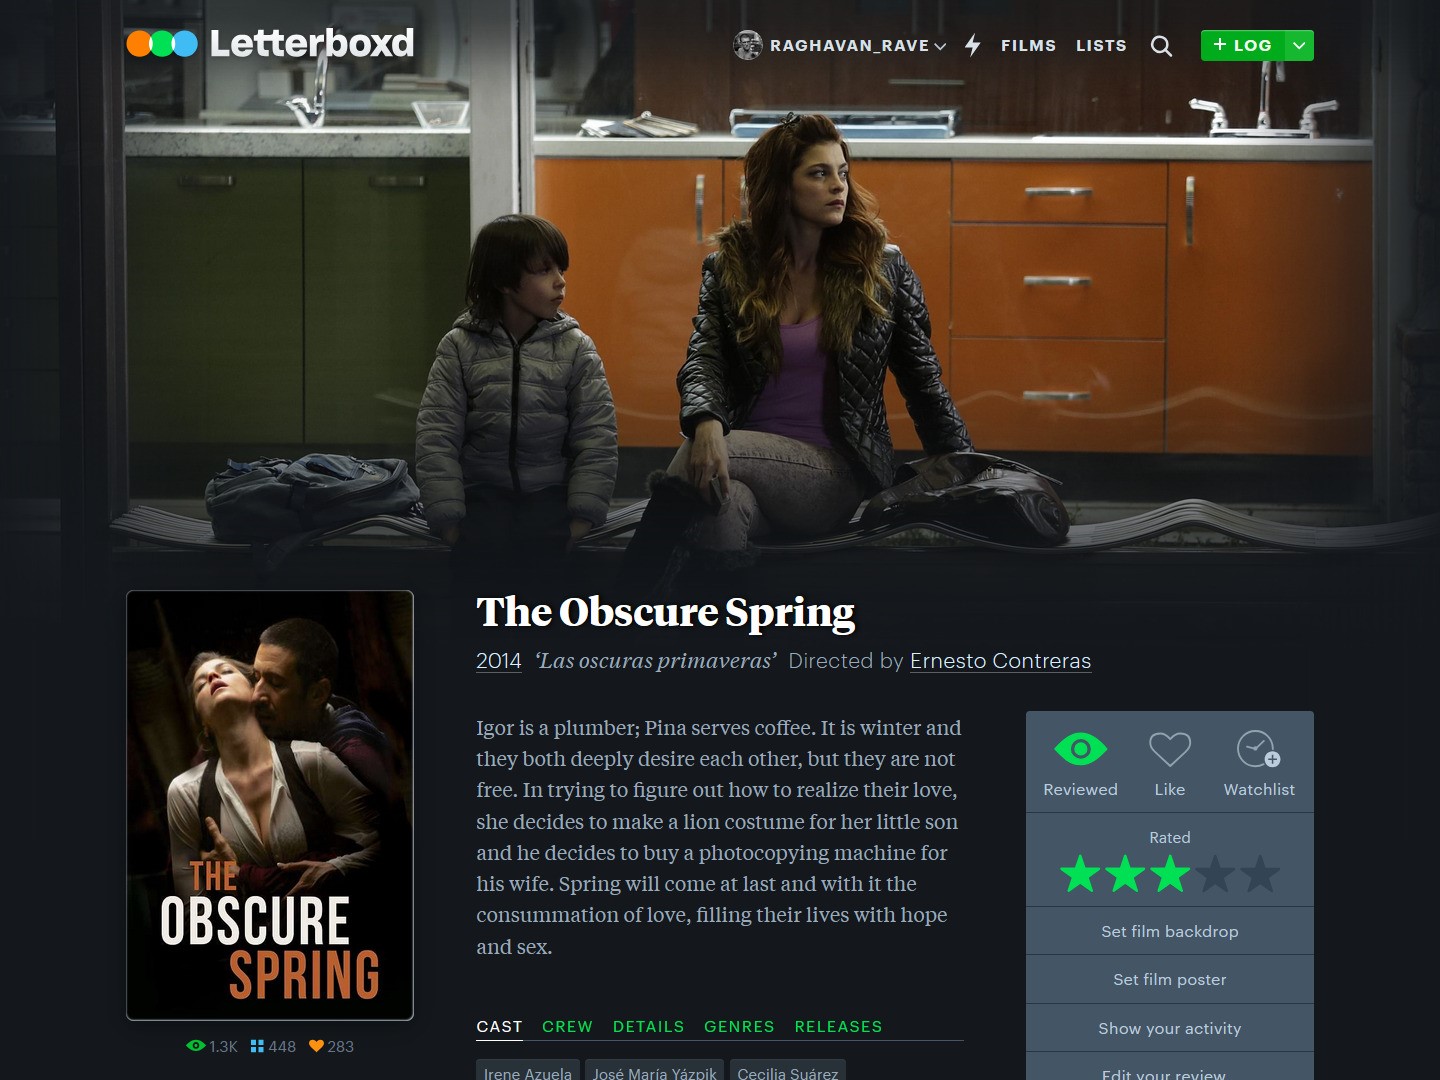 Letterboxd
RAGHAVAN_RAVE FILMS LISTS + LOG
The Obscure Spring
2014 ‘Las oscuras primaveras’ Directed by Ernesto Contreras
THE
OBSCURE
SPRING
1.3K 448 283
Igor is a plumber; Pina serves coffee. It is winter and
they both deeply desire each other, but they are not
free. In trying to figure out how to realize their love,
she decides to make a lion costume for her little son
and he decides to buy a photocopying machine for
his wife. Spring will come at last and with it the
consummation of love, filling their lives with hope
and sex.
CAST CREW DETAILS GENRES RELEASES
Irene Azuela José María Yázpik Cecilia Suárez
Reviewed Like Watchlist
Rated
Set film backdrop
Set film poster
Show your activity
Edit your review